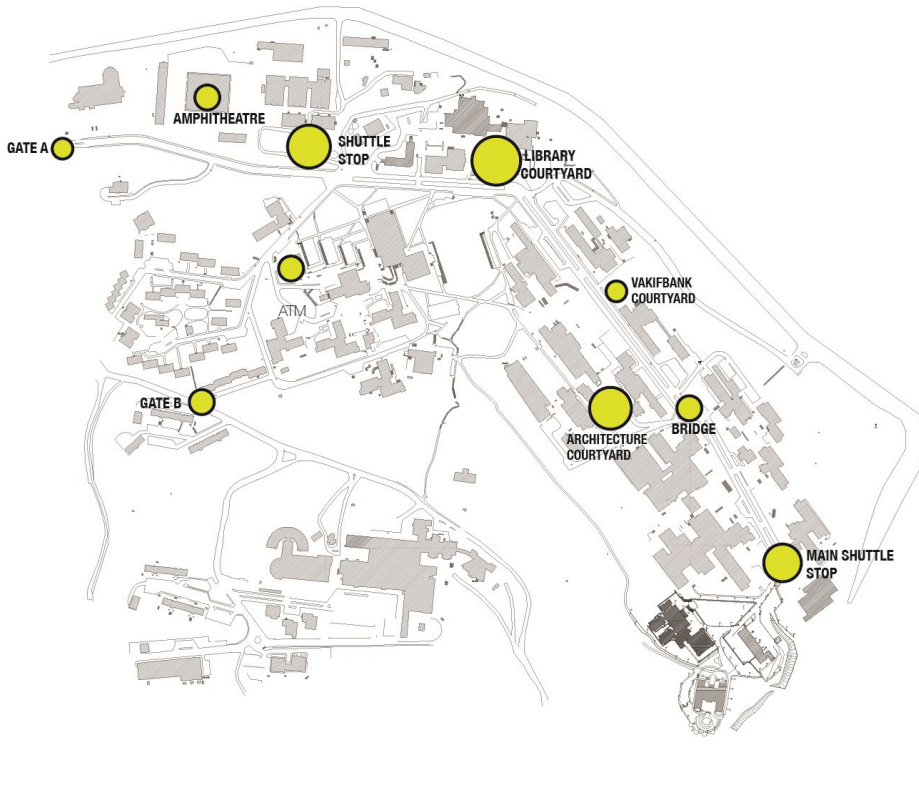 AMPHITHEATRE
GATE A
SHUTTLE
STOP
LIBRARY
COURTYARD
ATM
VAKIFBANK
COURTYARD
GATE B
ARCHITECTURE
COURTYARD
BRIDGE
MAIN SHUTTLE
STOP